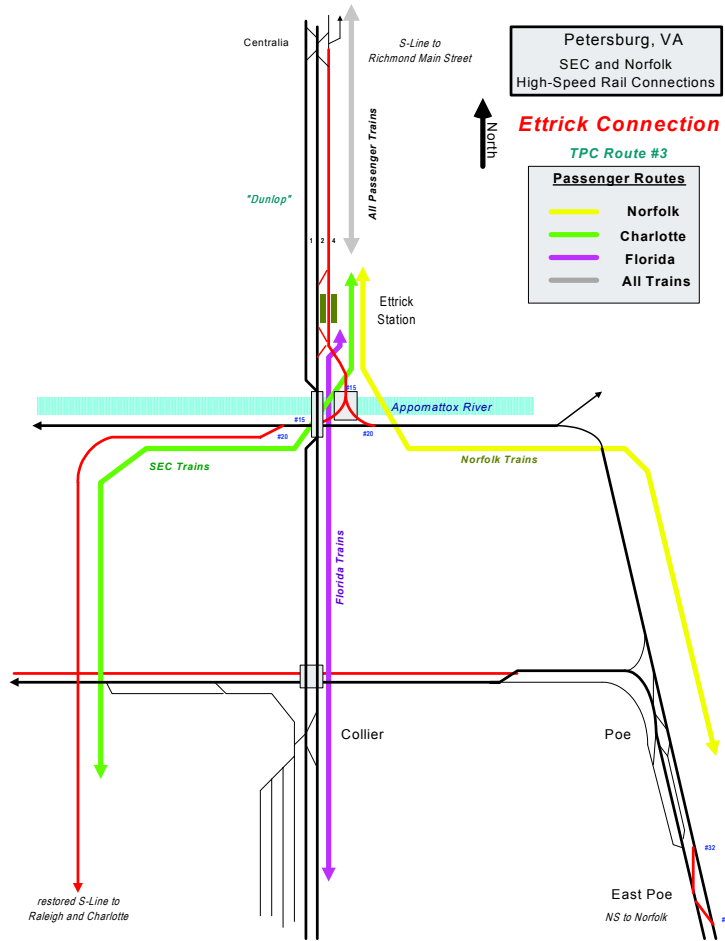 Centralia
S-Line to
Richmond Main Street
Petersburg, VA
SEC and Norfolk
High-Speed Rail Connections
North
Ettrick Connection
TPC Route #3
All Passenger Trains
Passenger Routes
Norfolk
Charlotte
Florida
All Trains
"Dunlop"
1 2 4
Ettrick
Station
#15
Appomattox River
#15
#20
#20
SEC Trains
Norfolk Trains
Florida Trains
Collier
Poe
#32
East Poe
restored S-Line to
Raleigh and Charlotte
NS to Norfolk
#